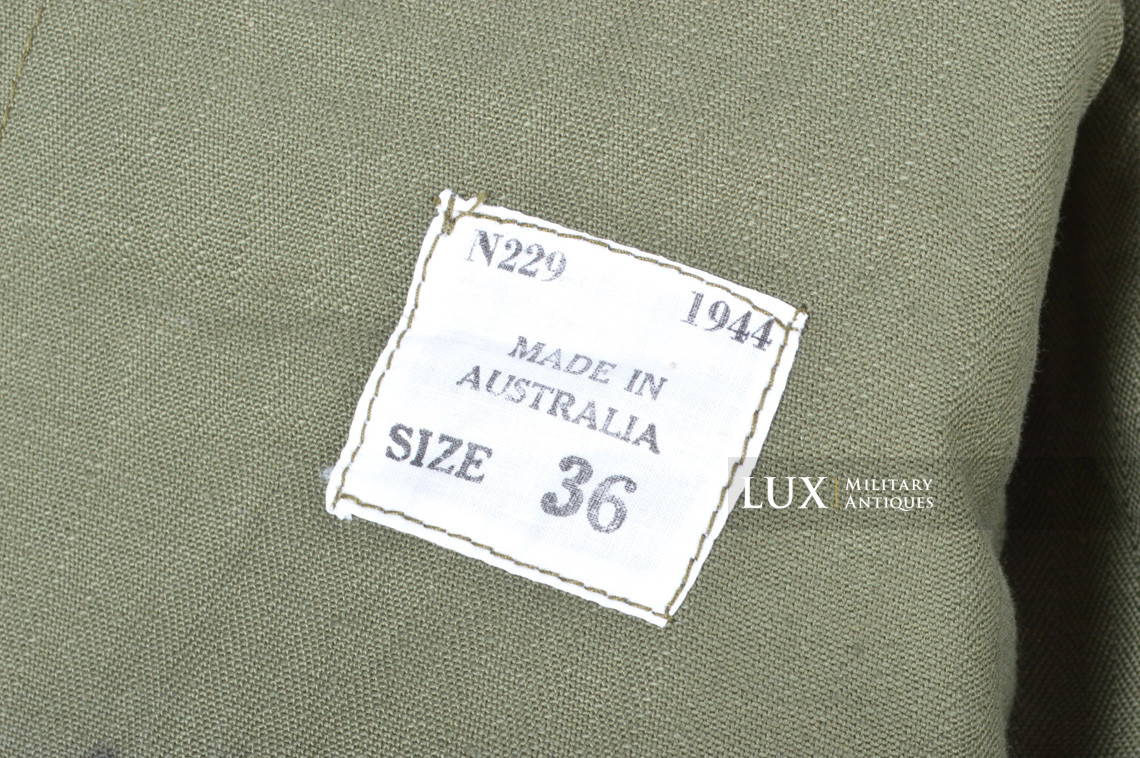 N229
1944
MADE IN
AUSTRALIA
SIZE 36
LUX MILITARY
ANTIQUES